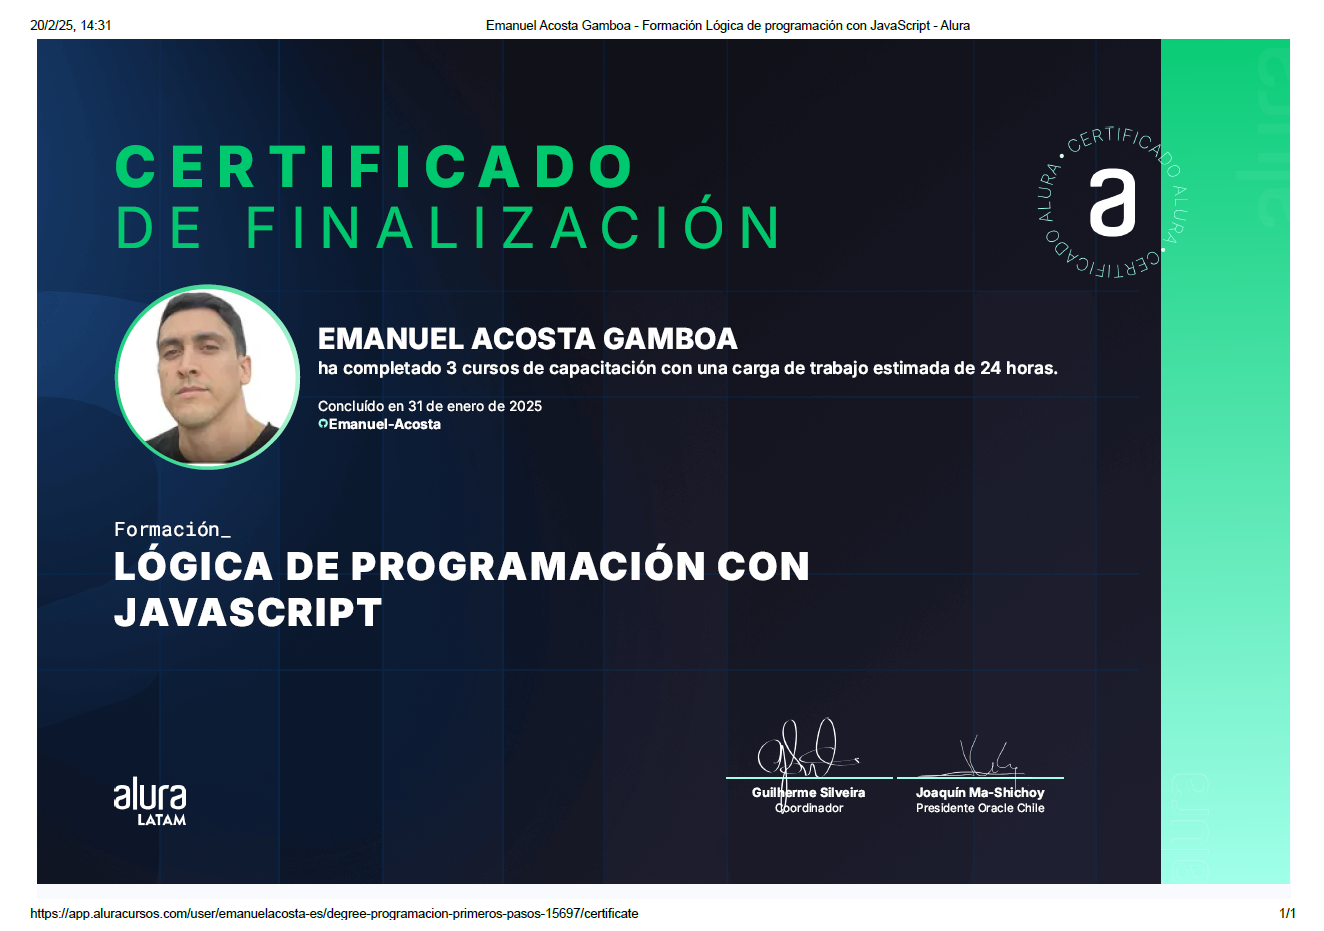 20/2/25, 14:31
Emanuel Acosta Gamboa - Formación Lógica de programación con JavaScript - Alura
CERTIFICADO
DE FINALIZACIÓN
CERTIFICADO ALURA • CERTIFICADO ALURA •
a
EMANUEL ACOSTA GAMBOA
ha completado 3 cursos de capacitación con una carga de trabajo estimada de 24 horas.
Concluído en 31 de enero de 2025
Emanuel-Acosta
Formación_
LÓGICA DE PROGRAMACIÓN CON
JAVASCRIPT
alura
LATAM
Guilherme Silveira
Coordinador
Joaquín Ma-Shichoy
Presidente Oracle Chile
alura
alura
https://app.aluracursos.com/user/emanuelacosta-es/degree-programacion-primeros-pasos-15697/certificate
1/1